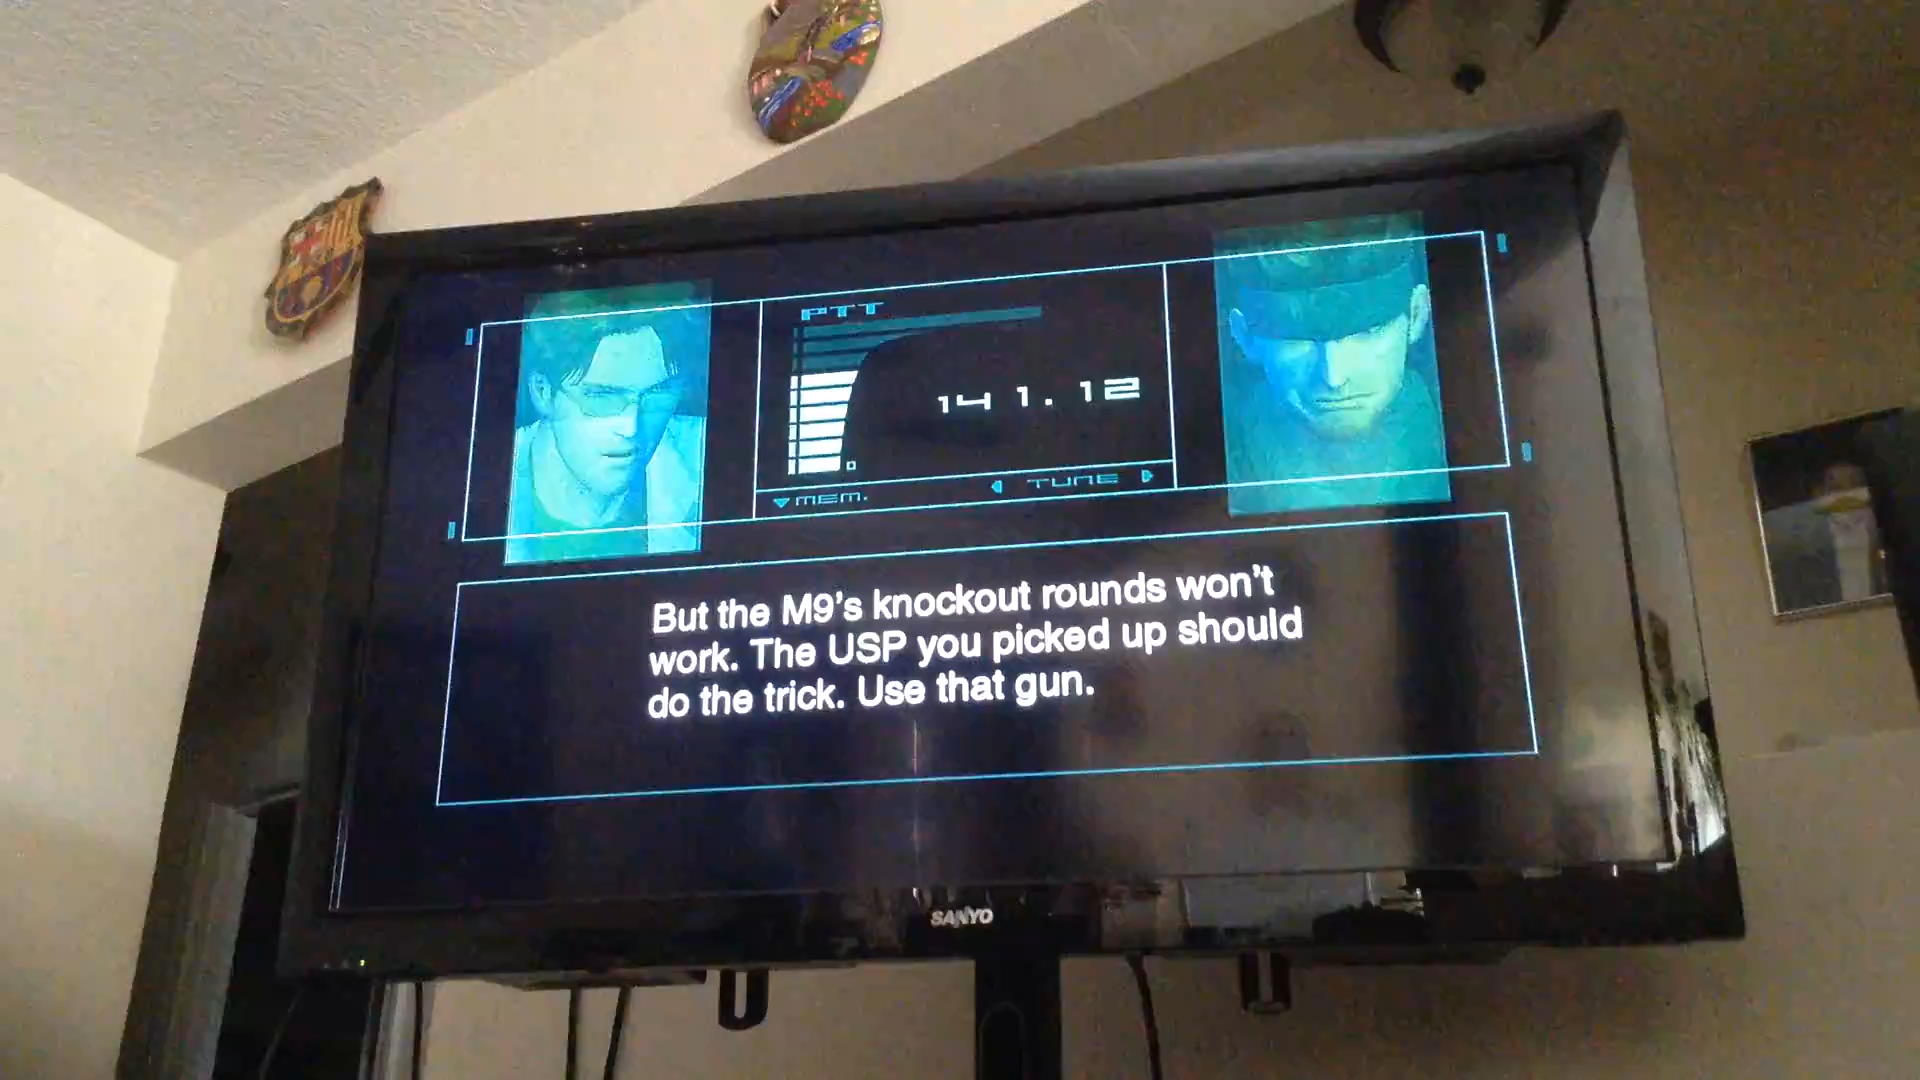 PTT
141.12
MEM.
TUNE
But the M9's knockout rounds won't
work. The USP you picked up should
do the trick. Use that gun.
SANYO